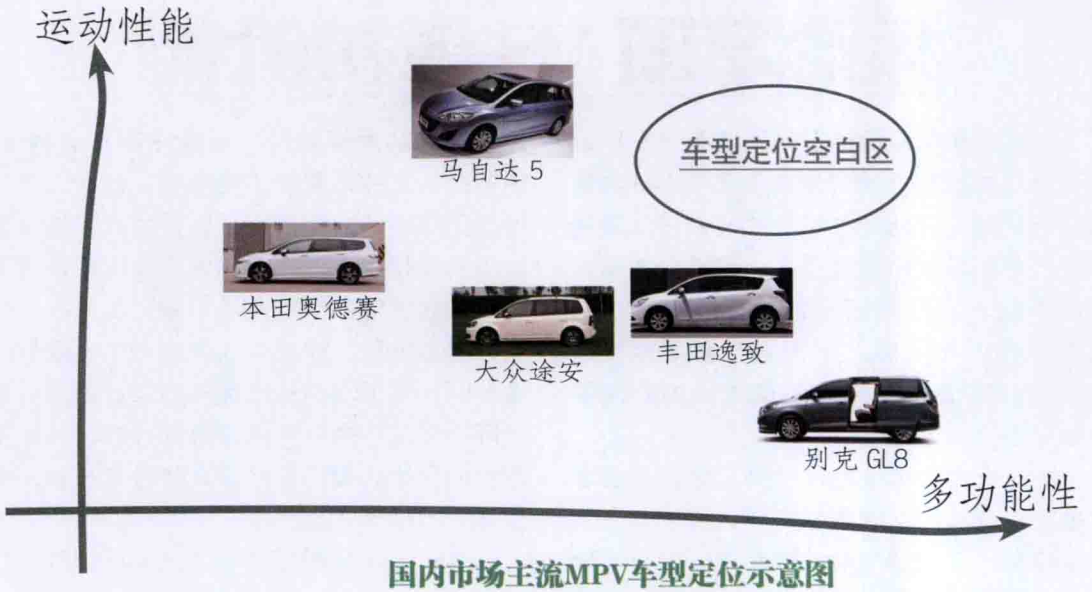 运动性能
马自达 5
车型定位空白区
本田奥德赛
大众途安
丰田逸致
别克 GL8
多功能性
国内市场主流MPV车型定位示意图